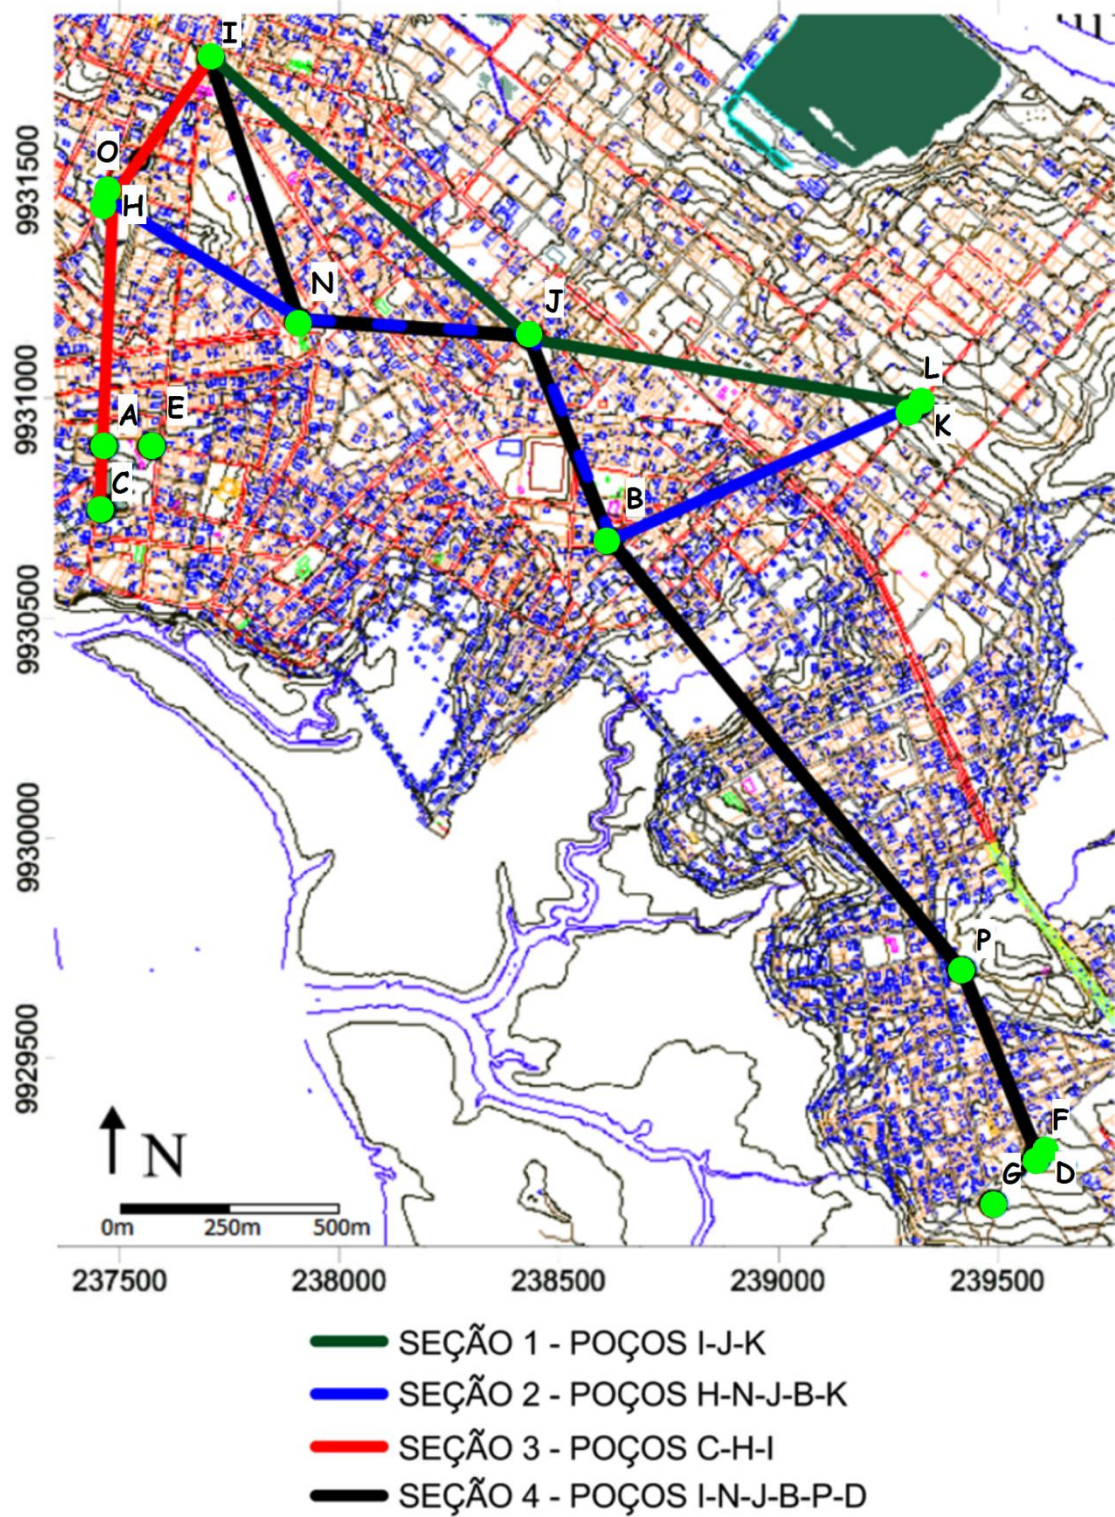 I
O
H
N
J
L
K
A
E
C
B
P
F
G
D
9931500
9931000
9930500
9930000
9929500
N
0m 250m 500m
237500 238000 238500 239000 239500
SEÇÃO 1 - POÇOS I-J-K
SEÇÃO 2 - POÇOS H-N-J-B-K
SEÇÃO 3 - POÇOS C-H-I
SEÇÃO 4 - POÇOS I-N-J-B-P-D